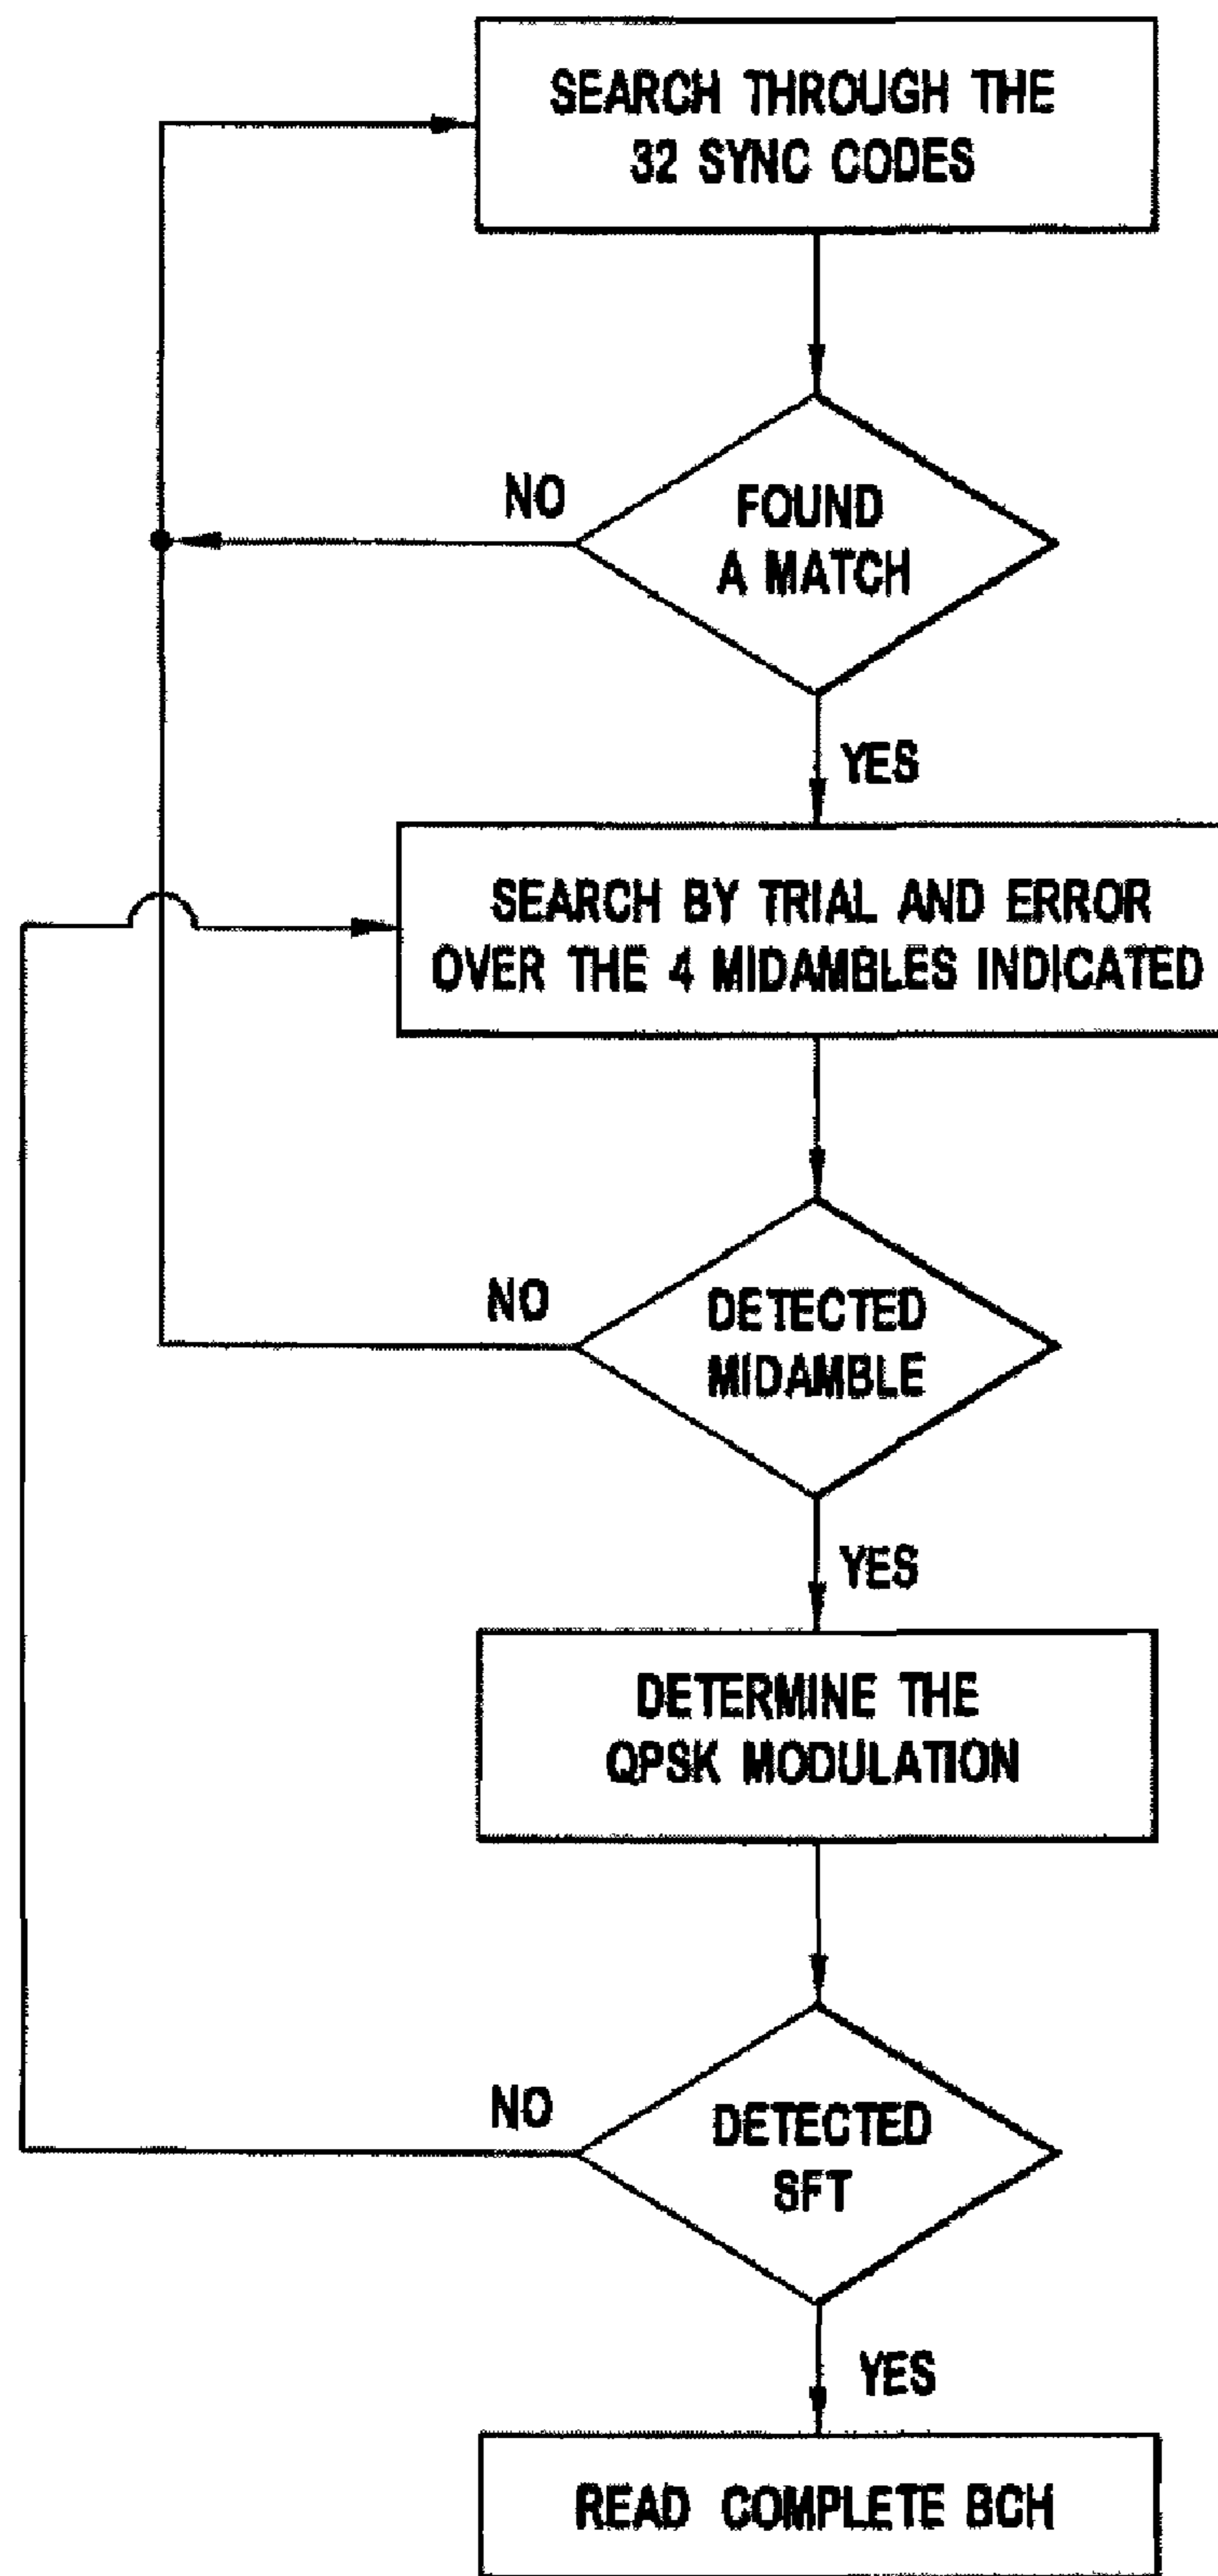 SEARCH THROUGH THE
32 SYNC CODES
NO
FOUND
A MATCH
YES
SEARCH BY TRIAL AND ERROR
OVER THE 4 MIDAMBLES INDICATED
NO
DETECTED
MIDAMBLE
YES
DETERMINE THE
QPSK MODULATION
NO
DETECTED
SFT
YES
READ COMPLETE BCH